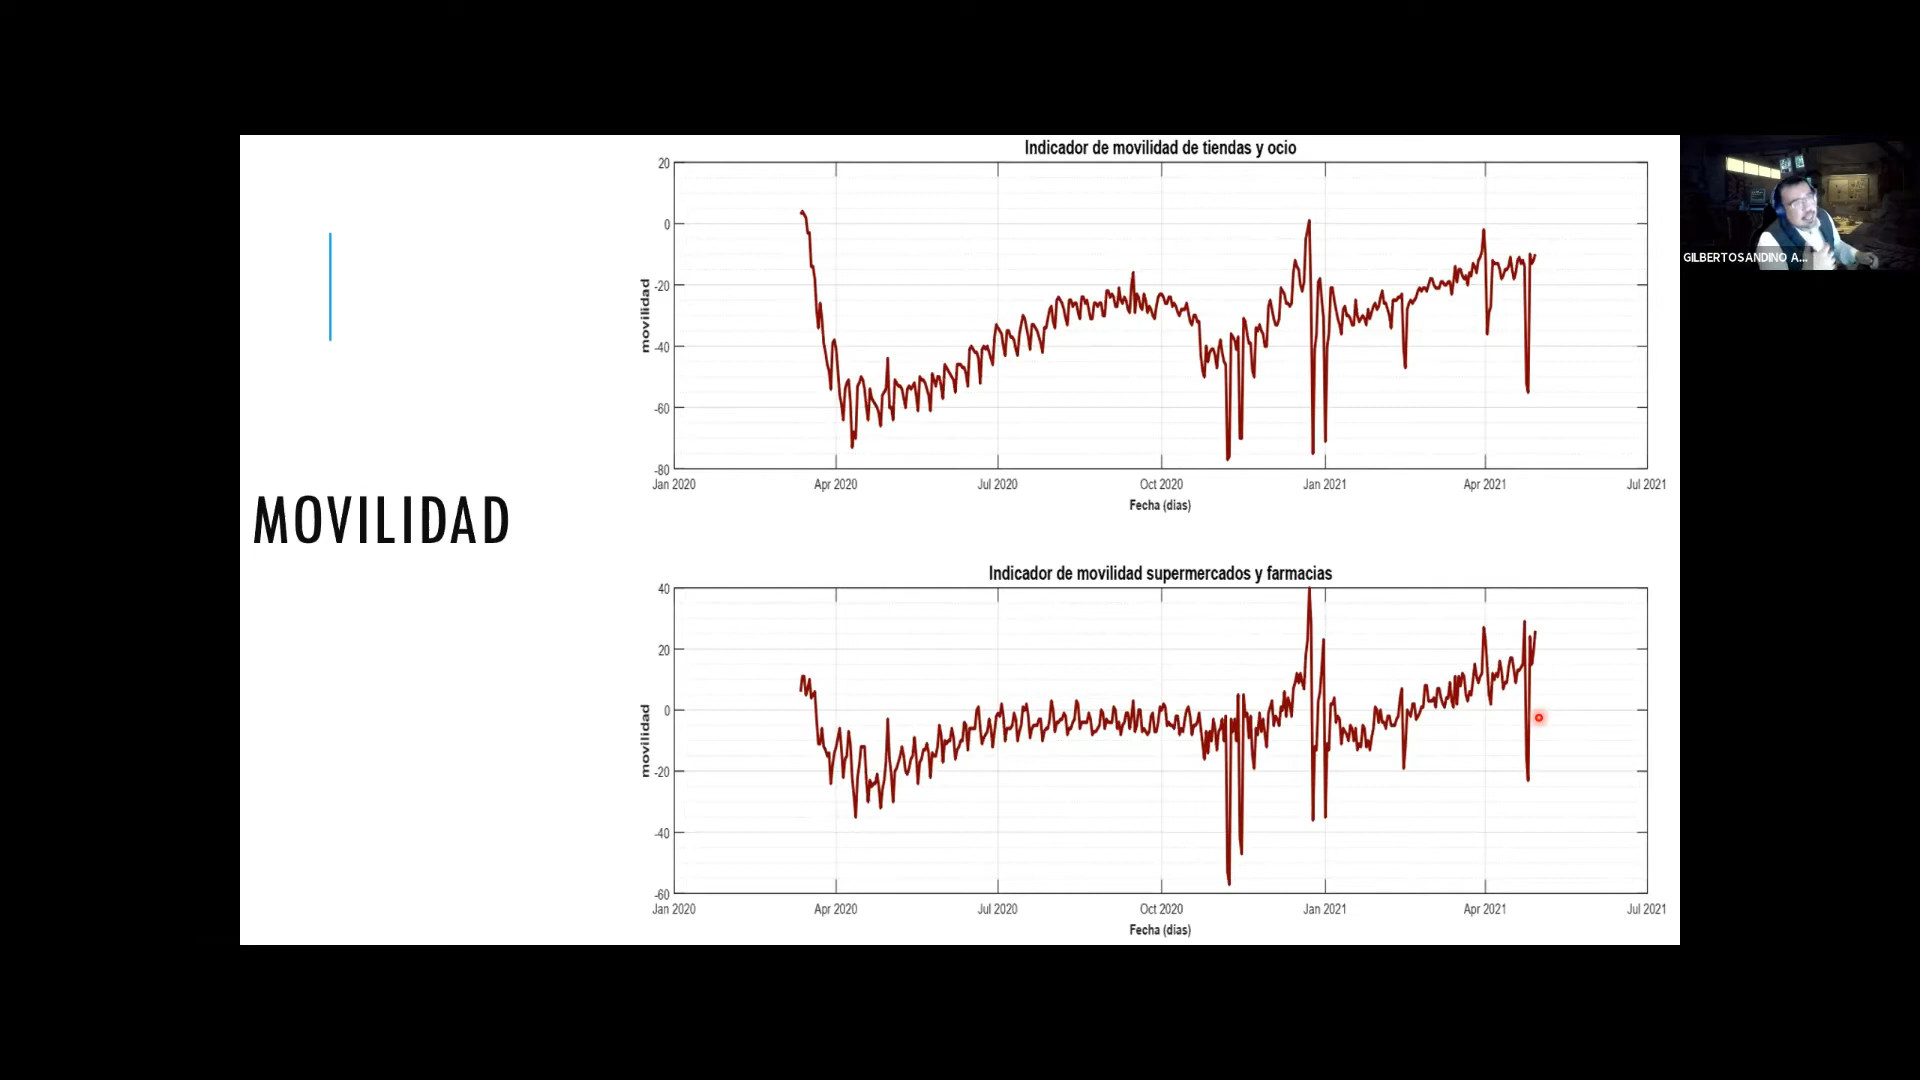 MOVILIDAD
Indicador de movilidad de tiendas y ocio
20
0
-20
-40
-60
-80
movilidad
Jan 2020 Apr 2020 Jul 2020 Oct 2020 Jan 2021 Apr 2021 Jul 2021
Fecha (dias)
Indicador de movilidad supermercados y farmacias
40
20
0
-20
-40
-60
movilidad
Jan 2020 Apr 2020 Jul 2020 Oct 2020 Jan 2021 Apr 2021 Jul 2021
Fecha (dias)
GILBERTOSANDINO A...